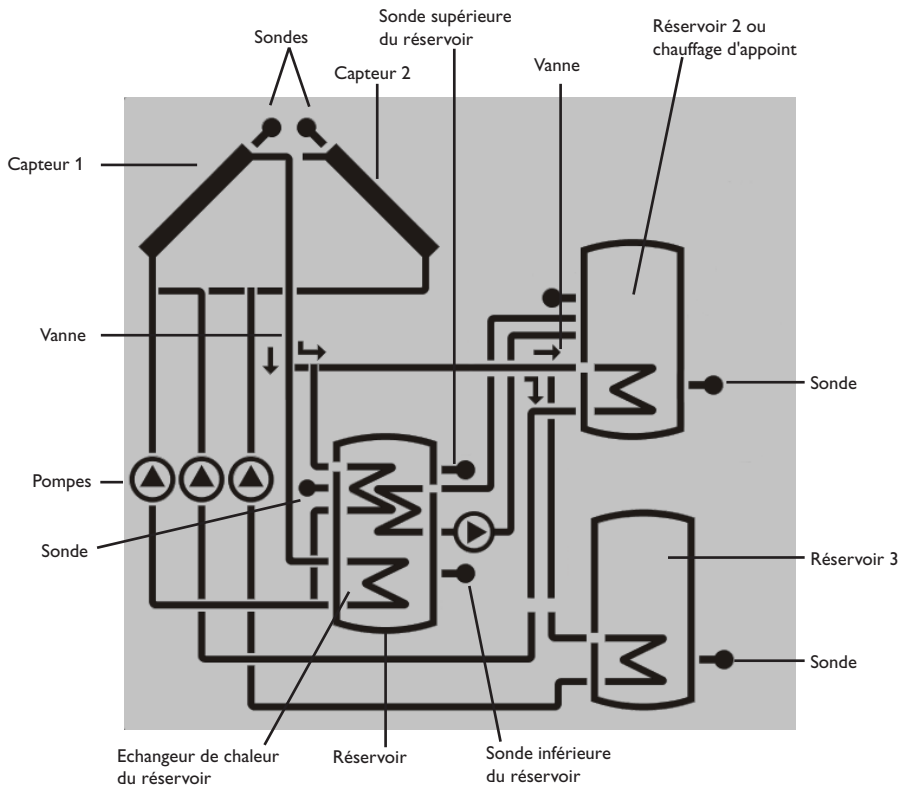 Sonde supérieure
du réservoir
Réservoir 2 ou
chauffage d'appoint
Sondes
Vanne
Capteur 2
Capteur 1
Vanne
Sonde
Pompes
Sonde
Réservoir 3
Sonde
Echangeur de chaleur
du réservoir
Réservoir
Sonde inférieure
du réservoir